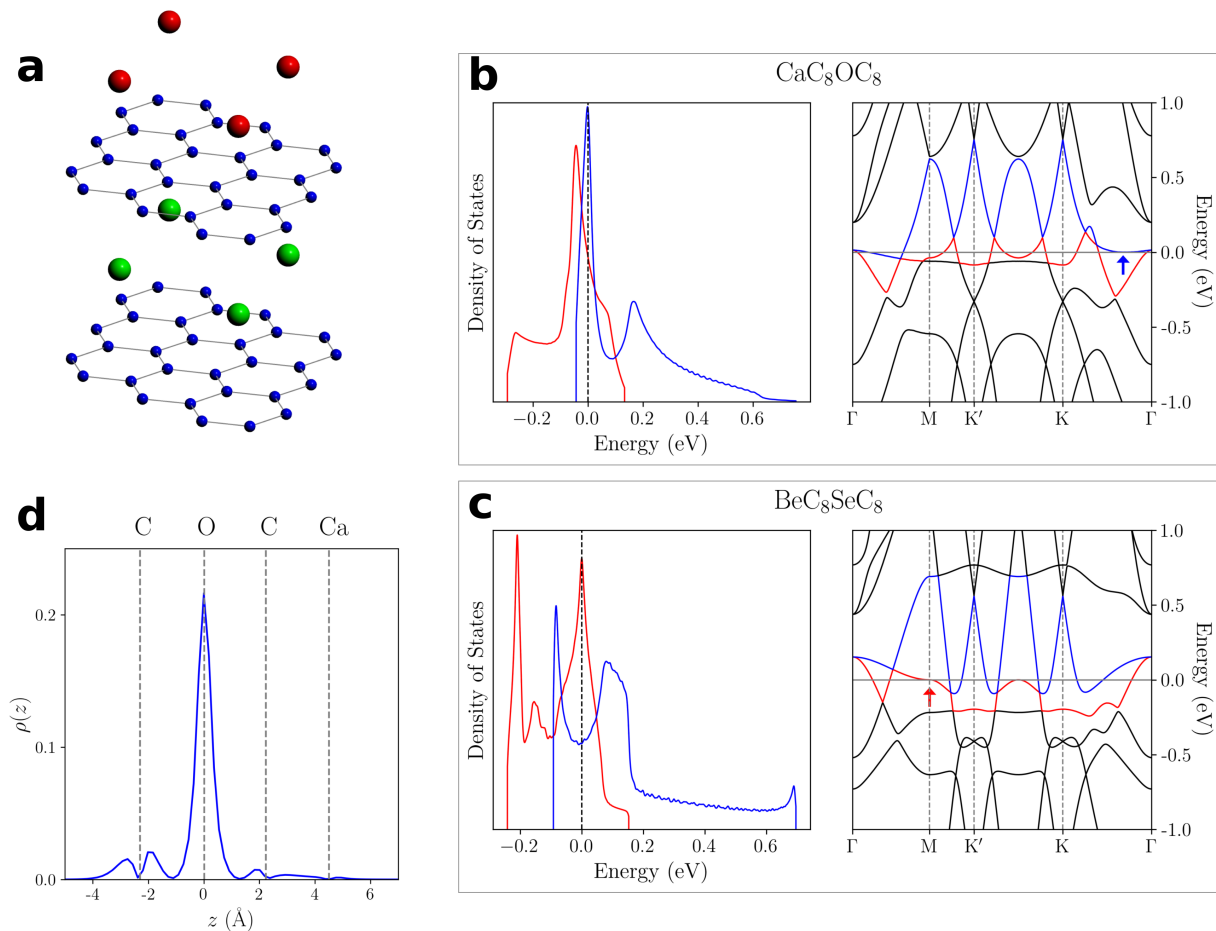 a
b
CaC₈OC₈
Density of States
−0.2 0.0 0.2 0.4 0.6
Energy (eV)
1.0
0.5
0.0
-0.5
-1.0
Energy (eV)
Γ M K′ K Γ
c
BeC₈SeC₈
Density of States
−0.2 0.0 0.2 0.4 0.6
Energy (eV)
1.0
0.5
0.0
-0.5
-1.0
Energy (eV)
Γ M K′ K Γ
d
C O C Ca
0.2
0.1
0.0
ρ(z)
-4 -2 0 2 4 6
z (Å)